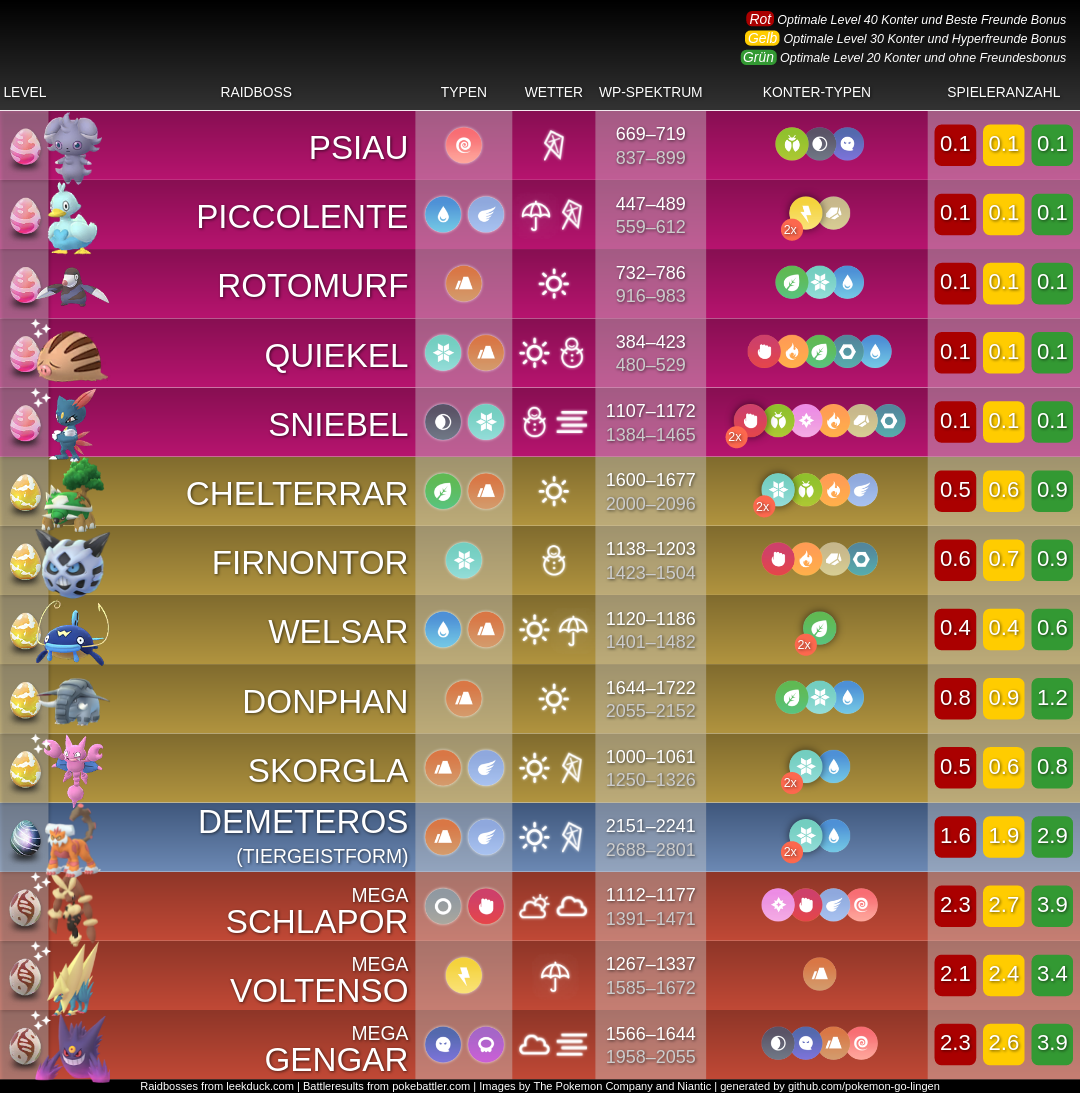 Rot Optimale Level 40 Konter und Beste Freunde Bonus
Gelb Optimale Level 30 Konter und Hyperfreunde Bonus
Grün Optimale Level 20 Konter und ohne Freundesbonus
LEVEL RAIDBOSS TYPEN WETTER WP-SPEKTRUM KONTER-TYPEN SPIELERANZAHL
PSIAU 669–719 0.1 0.1 0.1
837–899
PICCOLENTE 447–489 0.1 0.1 0.1
559–612
2x
ROTOMURF 732–786 0.1 0.1 0.1
916–983
QUIEKEL 384–423 0.1 0.1 0.1
480–529
SNIEBEL 1107–1172 0.1 0.1 0.1
1384–1465
2x
CHELTERRAR 1600–1677 0.5 0.6 0.9
2000–2096
2x
FIRNONTOR 1138–1203 0.6 0.7 0.9
1423–1504
WELSAR 1120–1186 0.4 0.4 0.6
1401–1482
2x
DONPHAN 1644–1722 0.8 0.9 1.2
2055–2152
SKORGLA 1000–1061 0.5 0.6 0.8
1250–1326
2x
DEMETEROS 2151–2241 1.6 1.9 2.9
(TIERGEISTFORM) 2688–2801
2x
MEGA 1112–1177
SCHLAPOR 1391–1471 2.3 2.7 3.9
MEGA 1267–1337
VOLTENSO 1585–1672 2.1 2.4 3.4
MEGA 1566–1644
GENGAR 1958–2055 2.3 2.6 3.9
Raidbosses from leekduck.com | Battleresults from pokebattler.com | Images by The Pokemon Company and Niantic | generated by github.com/pokemon-go-lingen